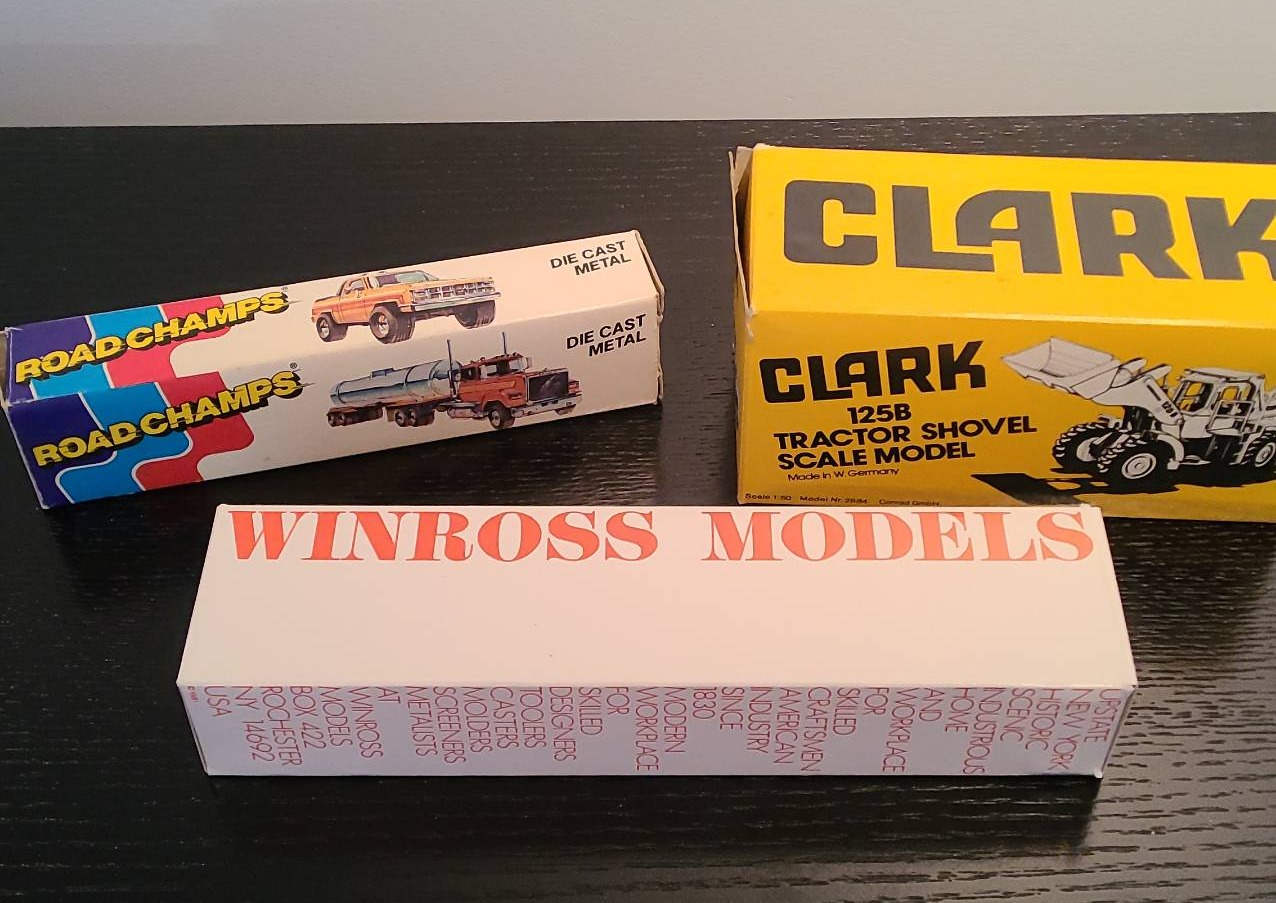 ROAD CHAMPS®
DIE CAST
METAL
ROAD CHAMPS®
DIE CAST
METAL
CLARK
CLARK
125B
TRACTOR SHOVEL
SCALE MODEL
Made in W. Germany
Scale 1:50 Model Nr. Conrad GmbH
WINROSS MODELS
UPSTATE
NEW YORK
HISTORIC
SCENIC
INDUSTRIOUS
HOME
AND
WORKPLACE
FOR
SKILLED
CRAFTSMEN
AMERICAN
INDUSTRY
SINCE
1830
MODERN
WORKPLACE
FOR
SKILLED
DESIGNERS
TOOLERS
CASTERS
MOLDERS
SCREENERS
METALISTS
AT
WINROSS
MODELS
BOX 422
ROCHESTER
NY 14692
USA